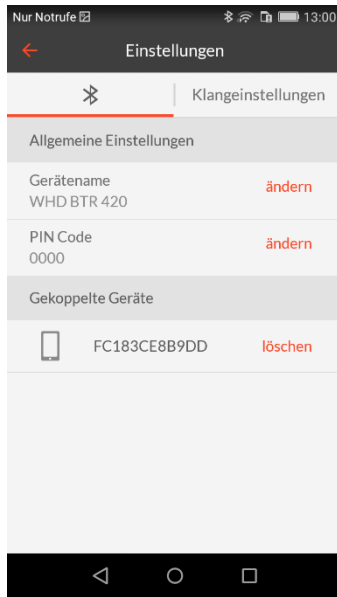 Nur Notrufe 13:00
Einstellungen
Klangeinstellungen
Allgemeine Einstellungen
Gerätename
ändern
WHD BTR 420
PIN Code
ändern
0000
Gekoppelte Geräte
FC183CE8B9DD löschen